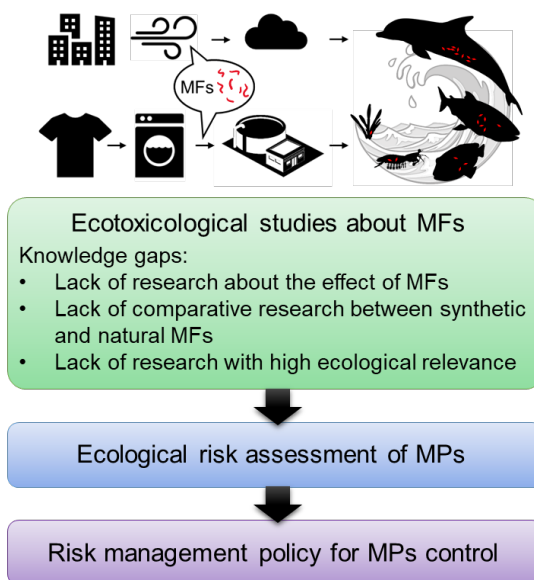 MFs
Ecotoxicological studies about MFs
Knowledge gaps:
• Lack of research about the effect of MFs
• Lack of comparative research between synthetic
and natural MFs
• Lack of research with high ecological relevance
Ecological risk assessment of MPs
Risk management policy for MPs control